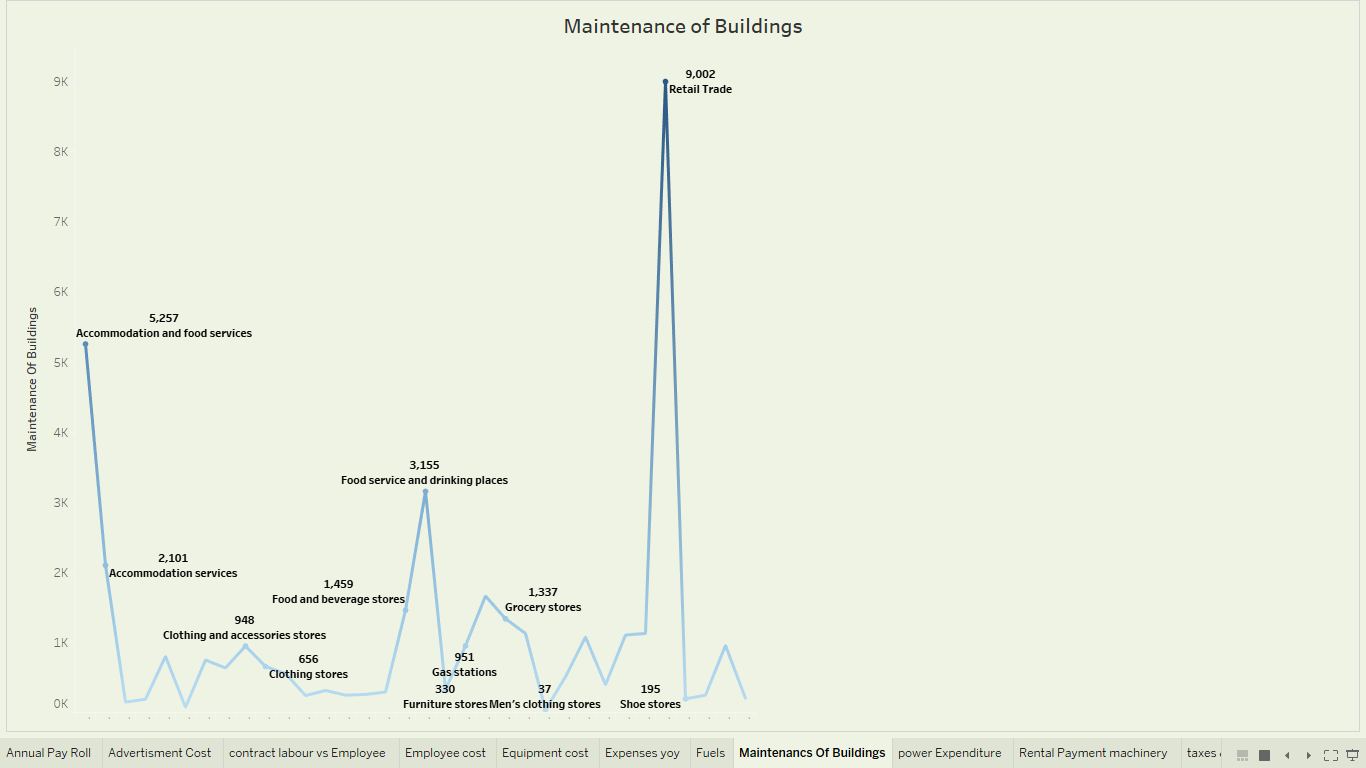 Maintenance of Buildings
9K
8K
7K
6K
5K
4K
3K
2K
1K
0K
Maintenance Of Buildings
9,002
Retail Trade
5,257
Accommodation and food services
3,155
Food service and drinking places
2,101
Accommodation services
1,459
Food and beverage stores
1,337
Grocery stores
948
Clothing and accessories stores
656
Clothing stores
951
Gas stations
330
Furniture stores
37
Men's clothing stores
195
Shoe stores
Annual Pay Roll
Advertisment Cost
contract labour vs Employee
Employee cost
Equipment cost
Expenses yoy
Fuels
Maintenancs Of Buildings
power Expenditure
Rental Payment machinery
taxes